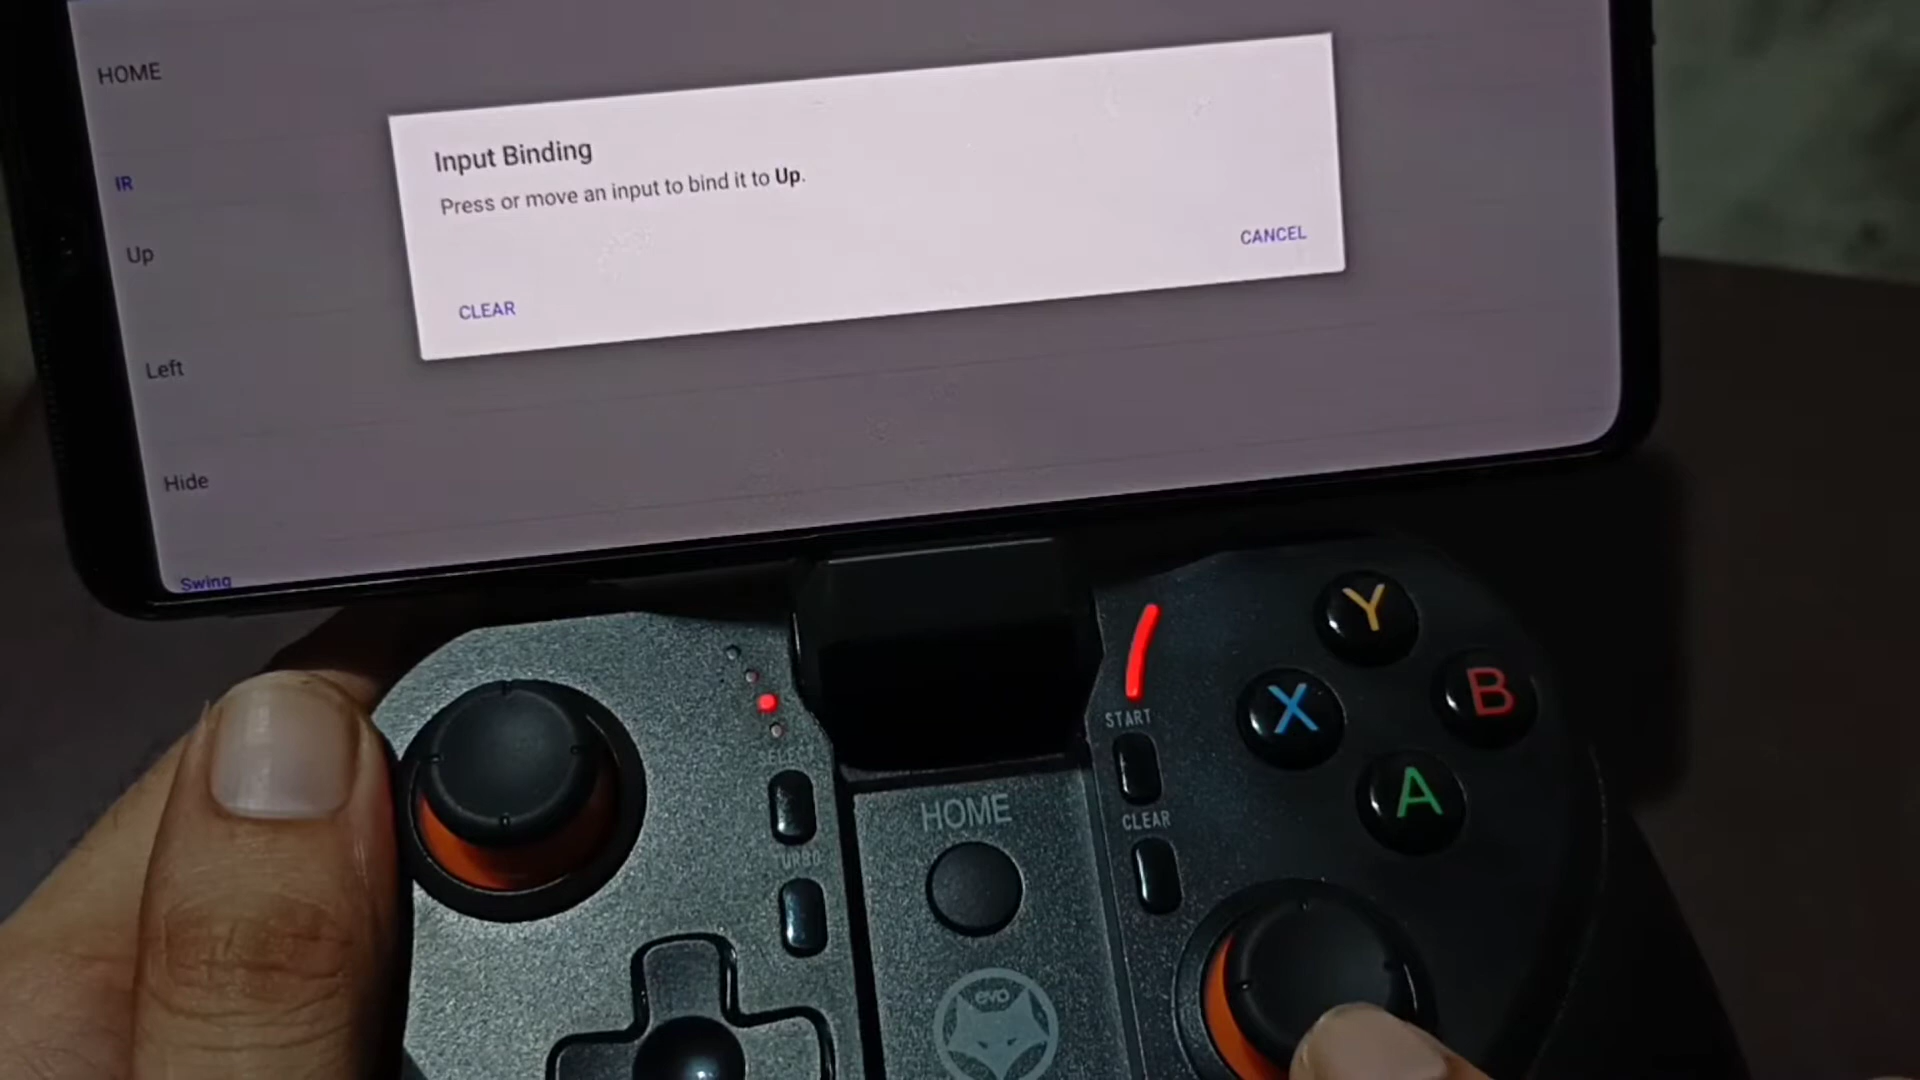 HOME
IR
Up
Left
Hide
Swing
Input Binding
Press or move an input to bind it to Up.
CANCEL
CLEAR
START
CLEAR
HOME
TURBO
Y
X
B
A
evo